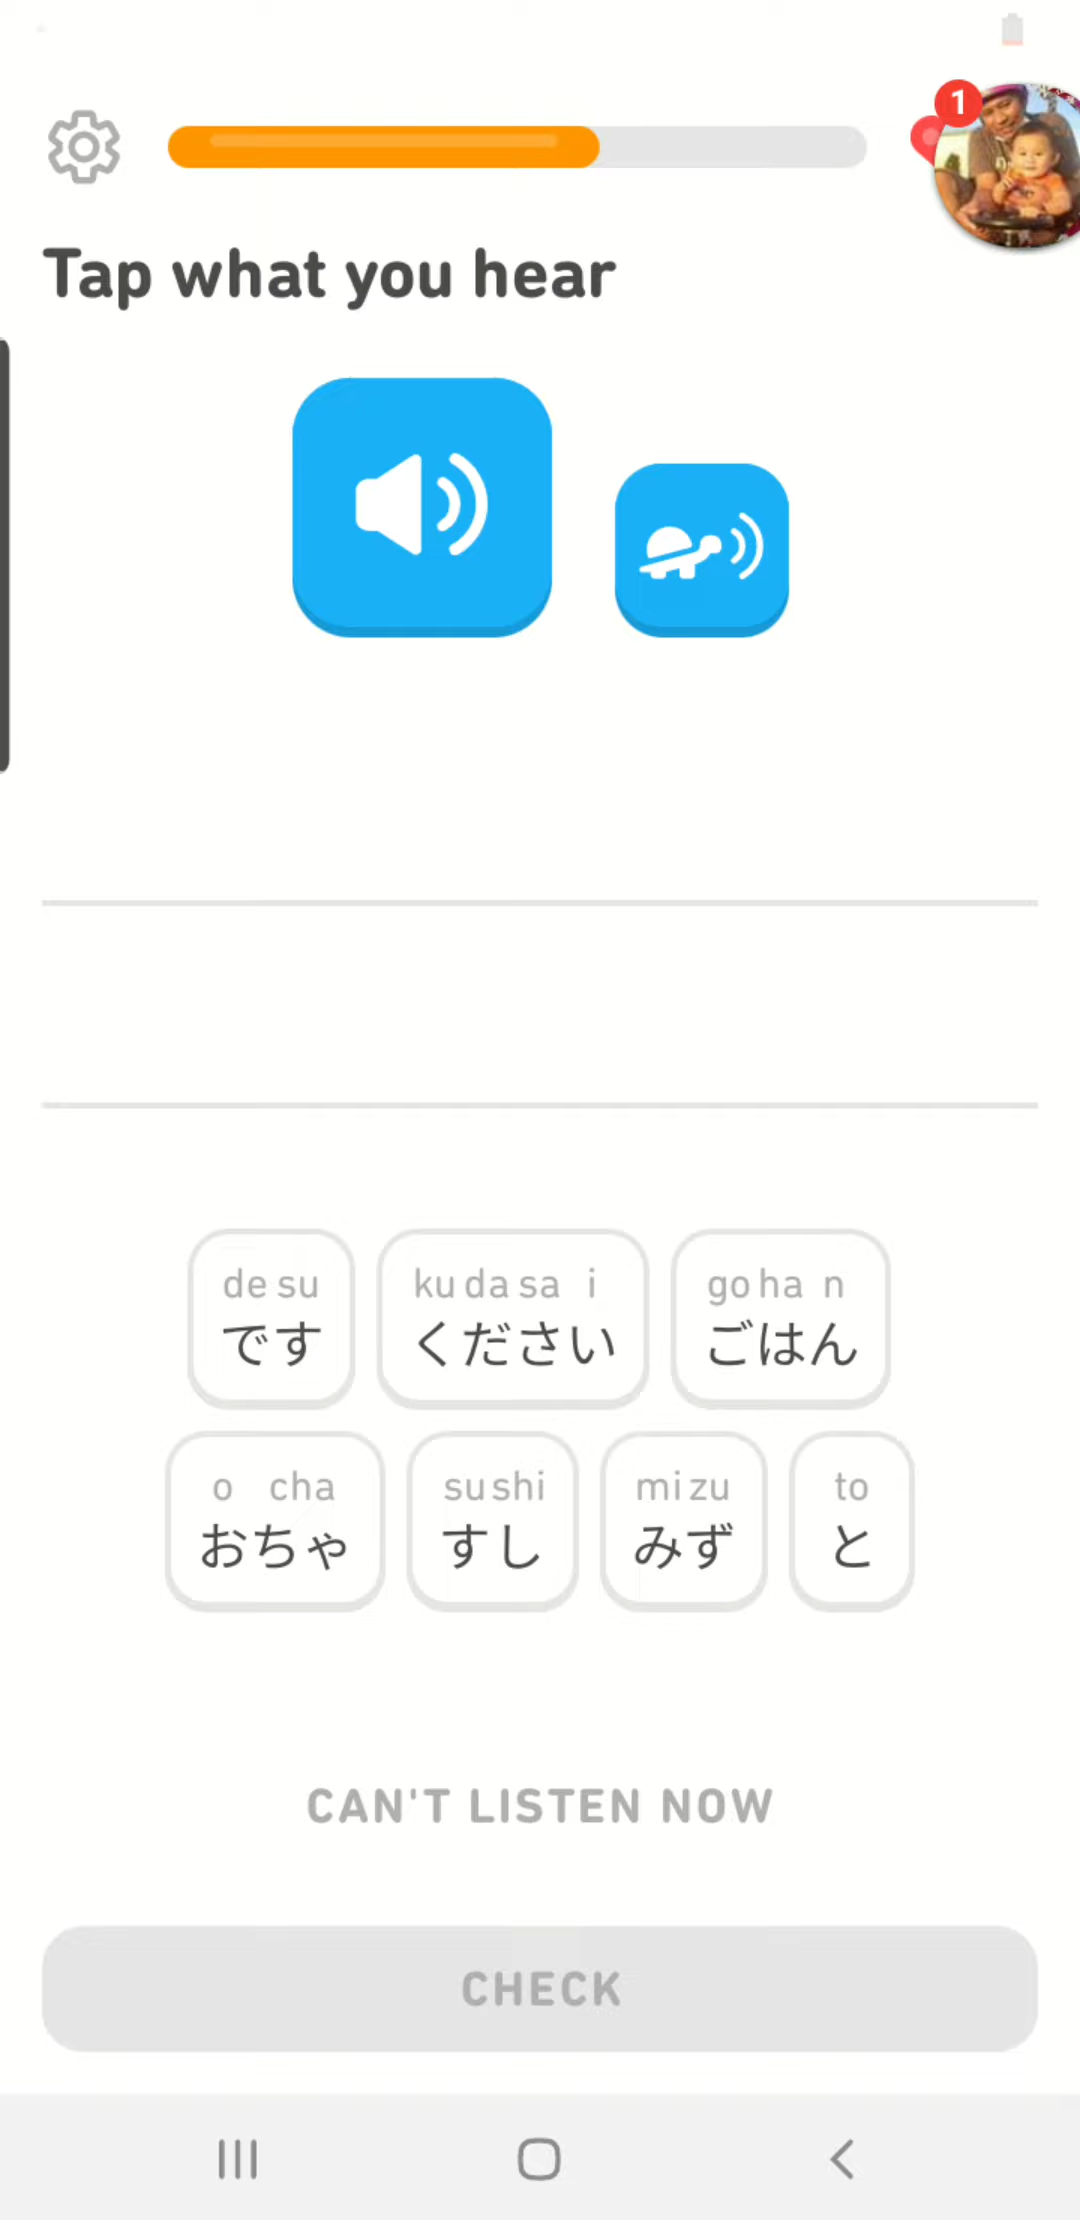 1
Tap what you hear
de su ku da sa i go ha n
です ください ごはん
o cha su shi mi zu to
おちゃ すし みず と
CAN'T LISTEN NOW
CHECK